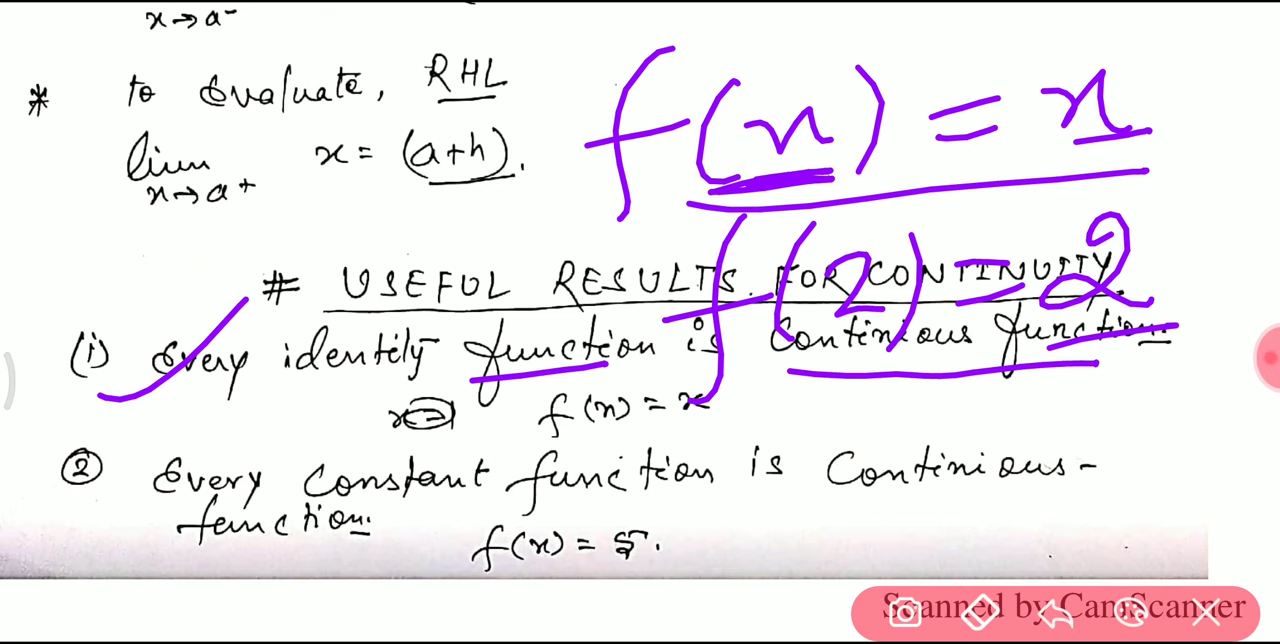 x→a⁻
* to evaluate, RHL
lim x = (a+h).
x→a+
f(x) = x
f(2) = 2
# USEFUL RESULTS FOR CONTINUITY
(i) Every identity function is Continious function.
f(x) = x
② Every Constant function is Continious-
function.
f(x) = 5.
Scanned by CamScanner